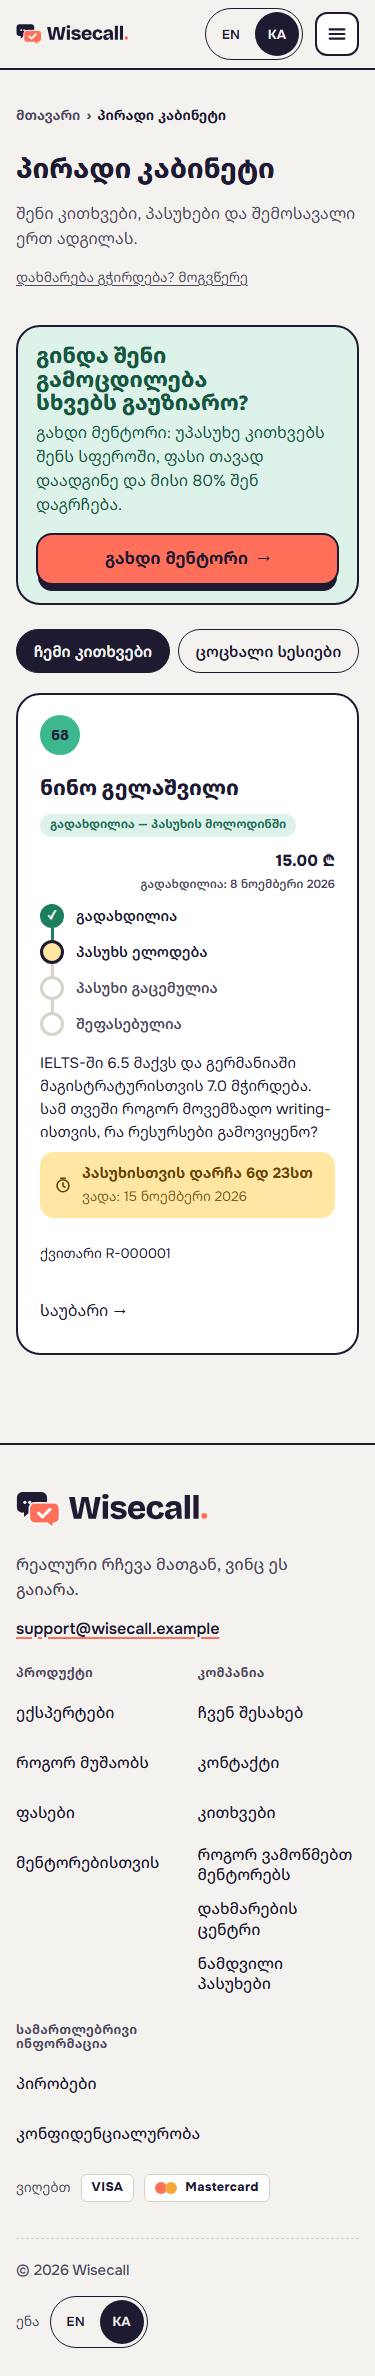 Wisecall.
EN KA
მთავარი › პირადი კაბინეტი
პირადი კაბინეტი
შენი კითხვები, პასუხები და შემოსავალი
ერთ ადგილას.
დახმარება გჭირდება? მოგვწერე
გინდა შენი
გამოცდილება
სხვებს გაუზიარო?
გახდი მენტორი: უპასუხე კითხვებს
შენს სფეროში, ფასი თავად
დაადგინე და მისი 80% შენ
დაგრჩება.
გახდი მენტორი →
ჩემი კითხვები
ცოცხალი სესიები
ნგ
ნინო გელაშვილი
გადახდილია — პასუხის მოლოდინში
15.00 ₾
გადახდილია: 8 ნოემბერი 2026
გადახდილია
პასუხს ელოდება
პასუხი გაცემულია
შეფასებულია
IELTS-ში 6.5 მაქვს და გერმანიაში
მაგისტრატურისთვის 7.0 მჭირდება.
სამ თვეში როგორ მოვემზადო writing-
ისთვის, რა რესურსები გამოვიყენო?
პასუხისთვის დარჩა 6დ 23სთ
ვადა: 15 ნოემბერი 2026
ქვითარი R-000001
საუბარი →
Wisecall.
რეალური რჩევა მათგან, ვინც ეს
გაიარა.
support@wisecall.example
პროდუქტი
ექსპერტები
როგორ მუშაობს
ფასები
მენტორებისთვის
კომპანია
ჩვენ შესახებ
კონტაქტი
კითხვები
როგორ ვამოწმებთ
მენტორებს
დახმარების
ცენტრი
ნამდვილი
პასუხები
სამართლებრივი
ინფორმაცია
პირობები
კონფიდენციალურობა
ვიღებთ VISA Mastercard
© 2026 Wisecall
ენა EN KA